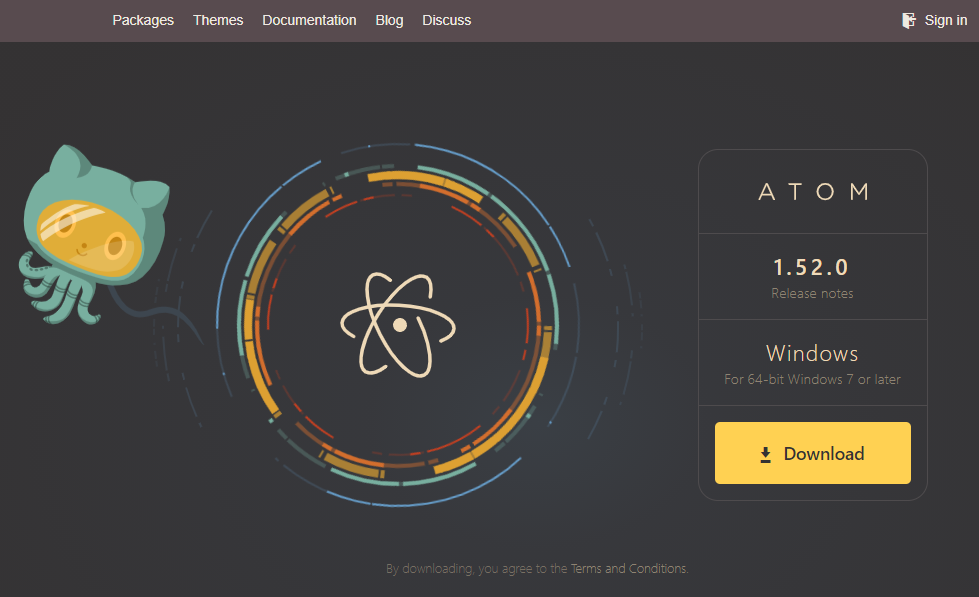 Packages Themes Documentation Blog Discuss Sign in
ATOM
1.52.0
Release notes
Windows
For 64-bit Windows 7 or later
Download
By downloading, you agree to the Terms and Conditions.